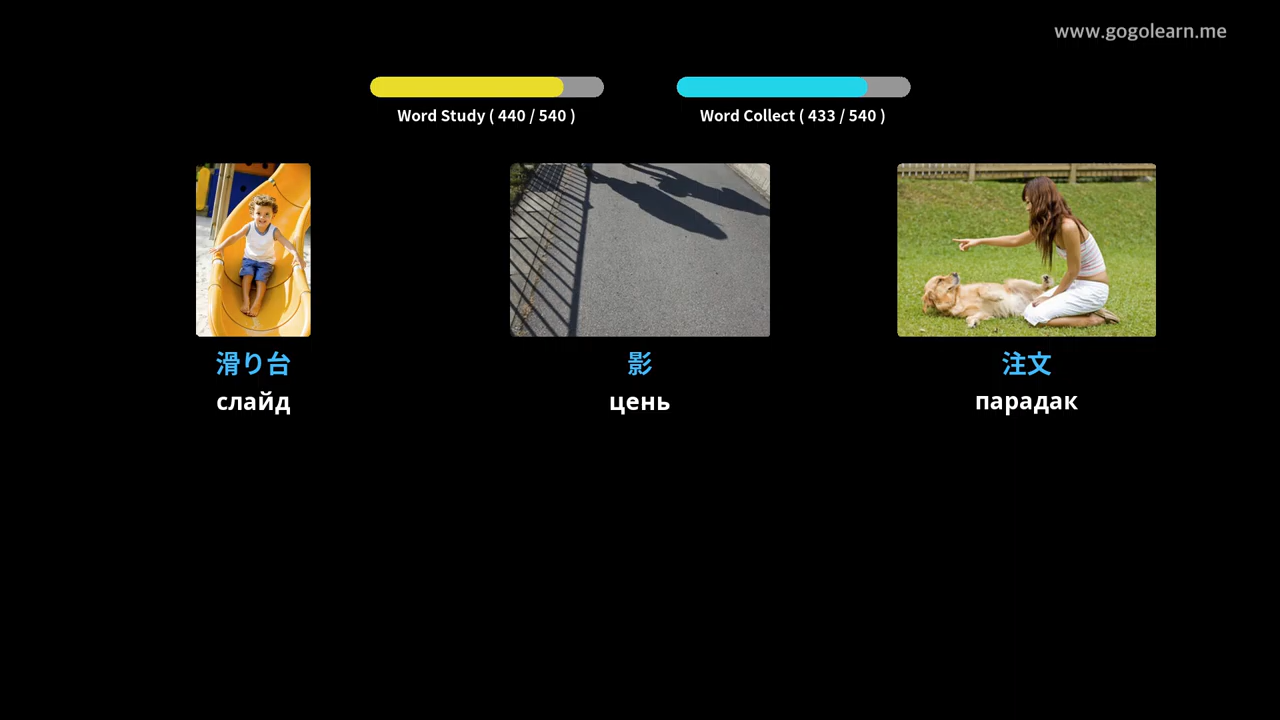 www.gogolearn.me
Word Study ( 440 / 540 )
Word Collect ( 433 / 540 )
滑り台
слайд
影
цень
注文
парадак